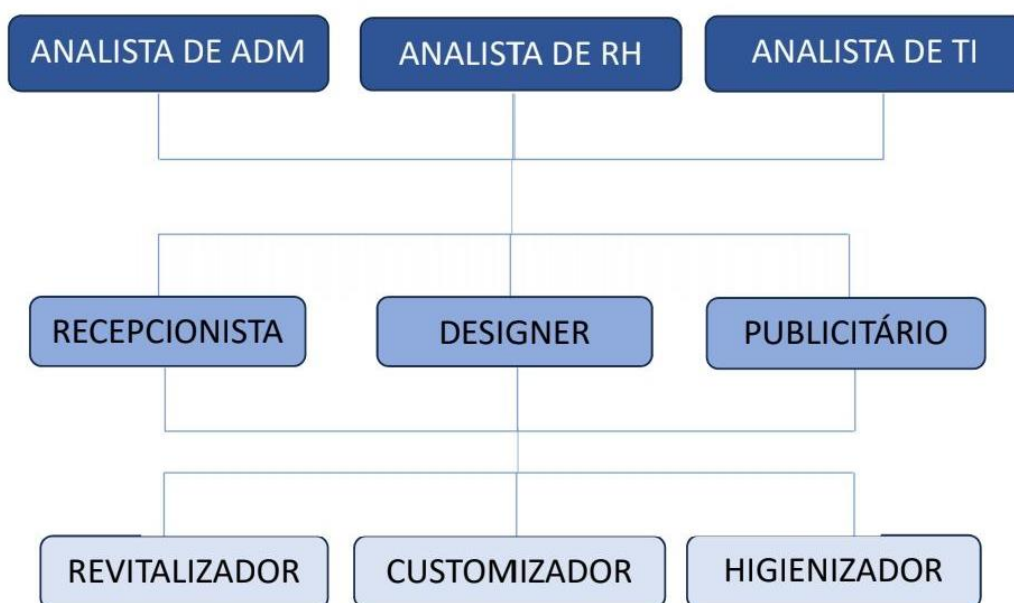 ANALISTA DE ADM
ANALISTA DE RH
ANALISTA DE TI
RECEPCIONISTA
DESIGNER
PUBLICITÁRIO
REVITALIZADOR
CUSTOMIZADOR
HIGIENIZADOR